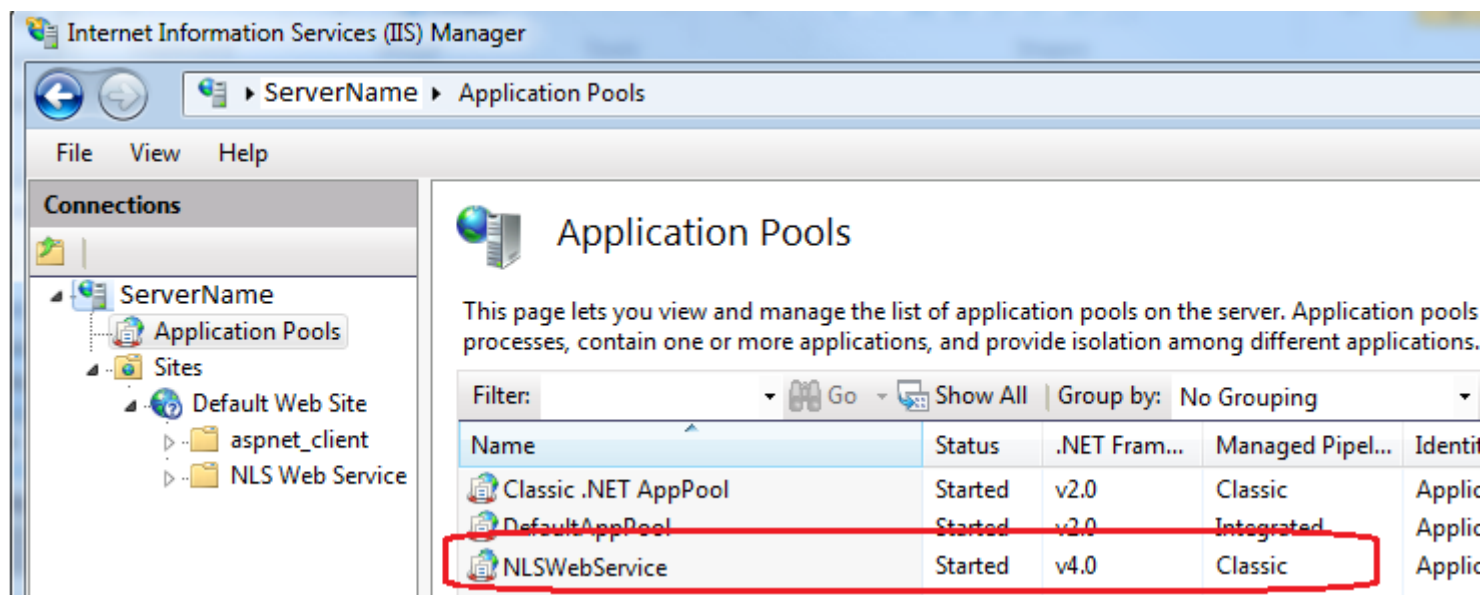 Internet Information Services (IIS) Manager
ServerName Application Pools
File View Help
Connections
ServerName
Application Pools
Sites
Default Web Site
aspnet_client
NLS Web Service
Application Pools
This page lets you view and manage the list of application pools on the server. Application pools
processes, contain one or more applications, and provide isolation among different applications.
Filter: Go Show All Group by: No Grouping
Name Status .NET Fram... Managed Pipel... Identit
Classic .NET AppPool Started v2.0 Classic Applic
DefaultAppPool Started v2.0 Integrated Applic
NLSWebService Started v4.0 Classic Applic